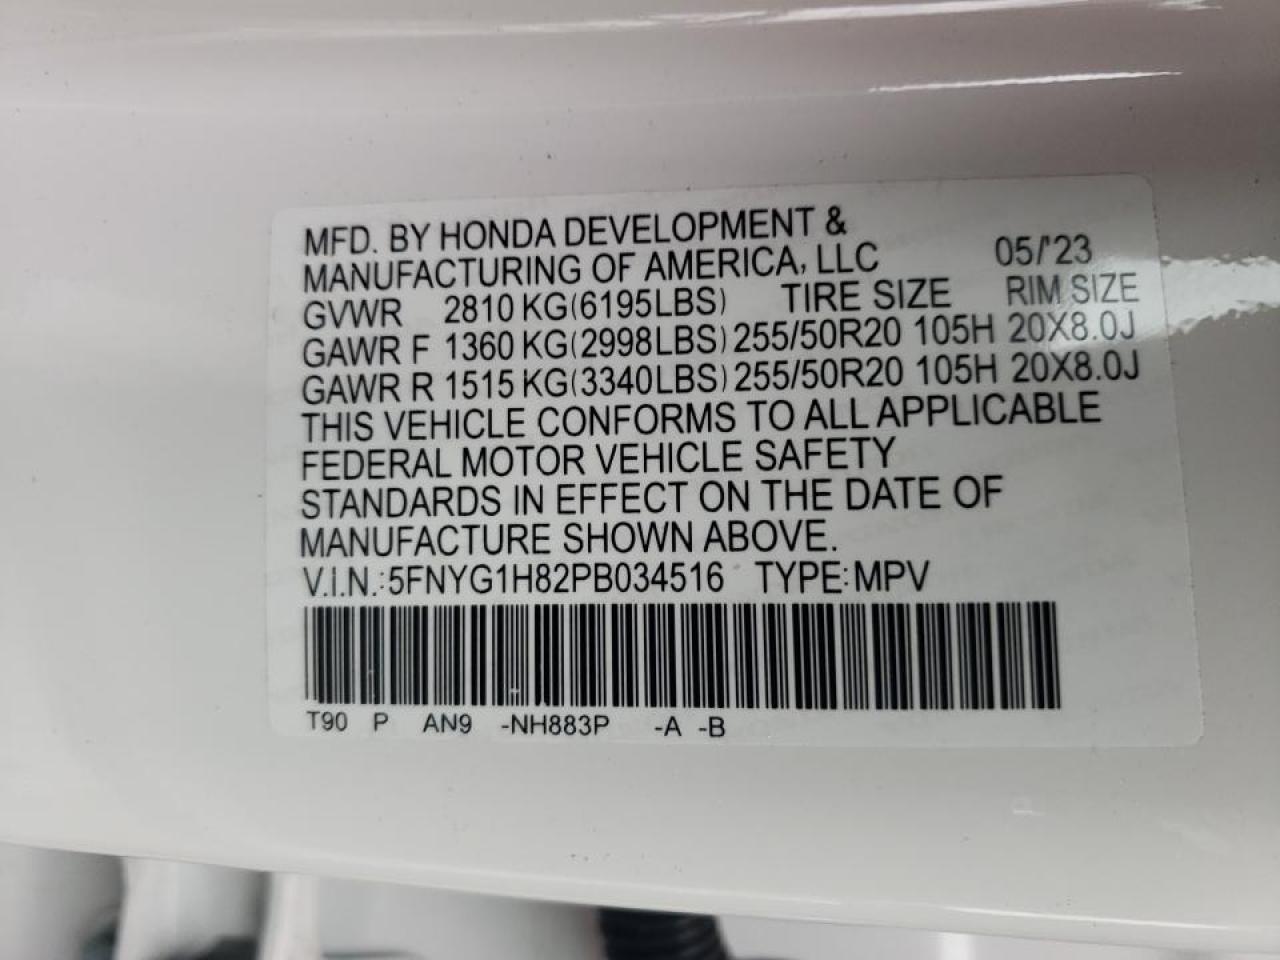 MFD. BY HONDA DEVELOPMENT &
MANUFACTURING OF AMERICA, LLC 05/'23
GVWR 2810 KG(6195LBS) TIRE SIZE RIM SIZE
GAWR F 1360 KG(2998LBS) 255/50R20 105H 20X8.0J
GAWR R 1515 KG(3340LBS) 255/50R20 105H 20X8.0J
THIS VEHICLE CONFORMS TO ALL APPLICABLE
FEDERAL MOTOR VEHICLE SAFETY
STANDARDS IN EFFECT ON THE DATE OF
MANUFACTURE SHOWN ABOVE.
V.I.N.:5FNYG1H82PB034516 TYPE:MPV
T90 P AN9 -NH883P -A -B